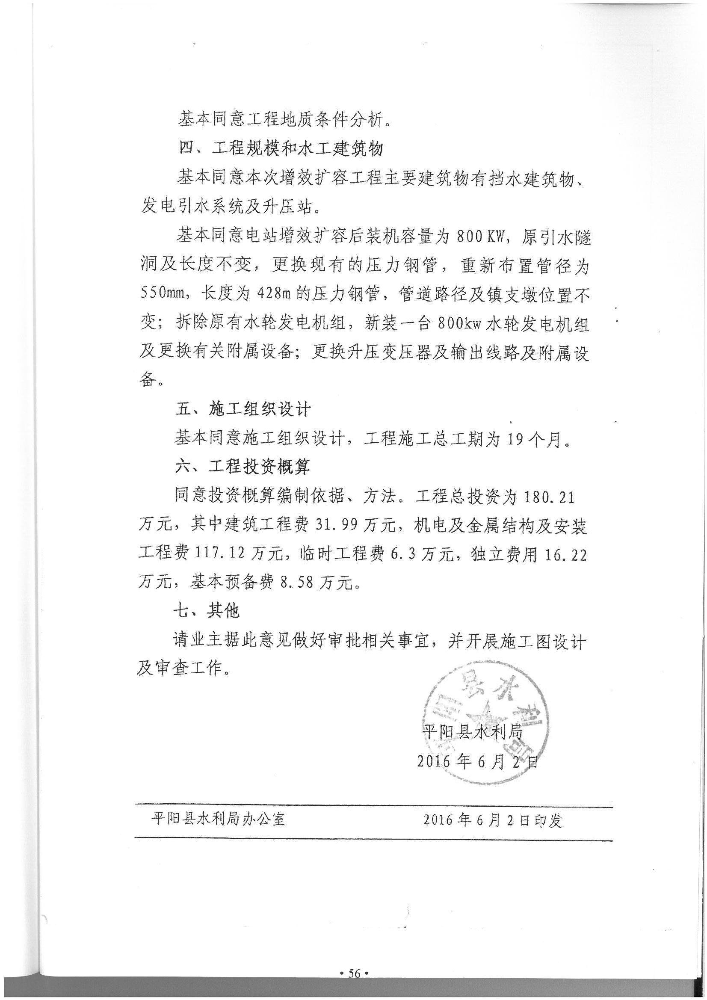 基本同意工程地质条件分析。
四、工程规模和水工建筑物
基本同意本次增效扩容工程主要建筑物有挡水建筑物、
发电引水系统及升压站。
基本同意电站增效扩容后装机容量为 800KW，原引水隧
洞及长度不变，更换现有的压力钢管，重新布置管径为
550mm，长度为 428m 的压力钢管，管道路径及镇支墩位置不
变；拆除原有水轮发电机组，新装一台 800kw 水轮发电机组
及更换有关附属设备；更换升压变压器及输出线路及附属设
备。
五、施工组织设计
基本同意施工组织设计，工程施工总工期为 19 个月。
六、工程投资概算
同意投资概算编制依据、方法。工程总投资为 180.21
万元，其中建筑工程费 31.99 万元，机电及金属结构及安装
工程费 117.12 万元，临时工程费 6.3 万元，独立费用 16.22
万元，基本预备费 8.58 万元。
七、其他
请业主据此意见做好审批相关事宜，并开展施工图设计
及审查工作。
阳县水利局
平阳县水利局
2016 年 6 月 2 日
平阳县水利局办公室 2016 年 6 月 2 日印发
·56·